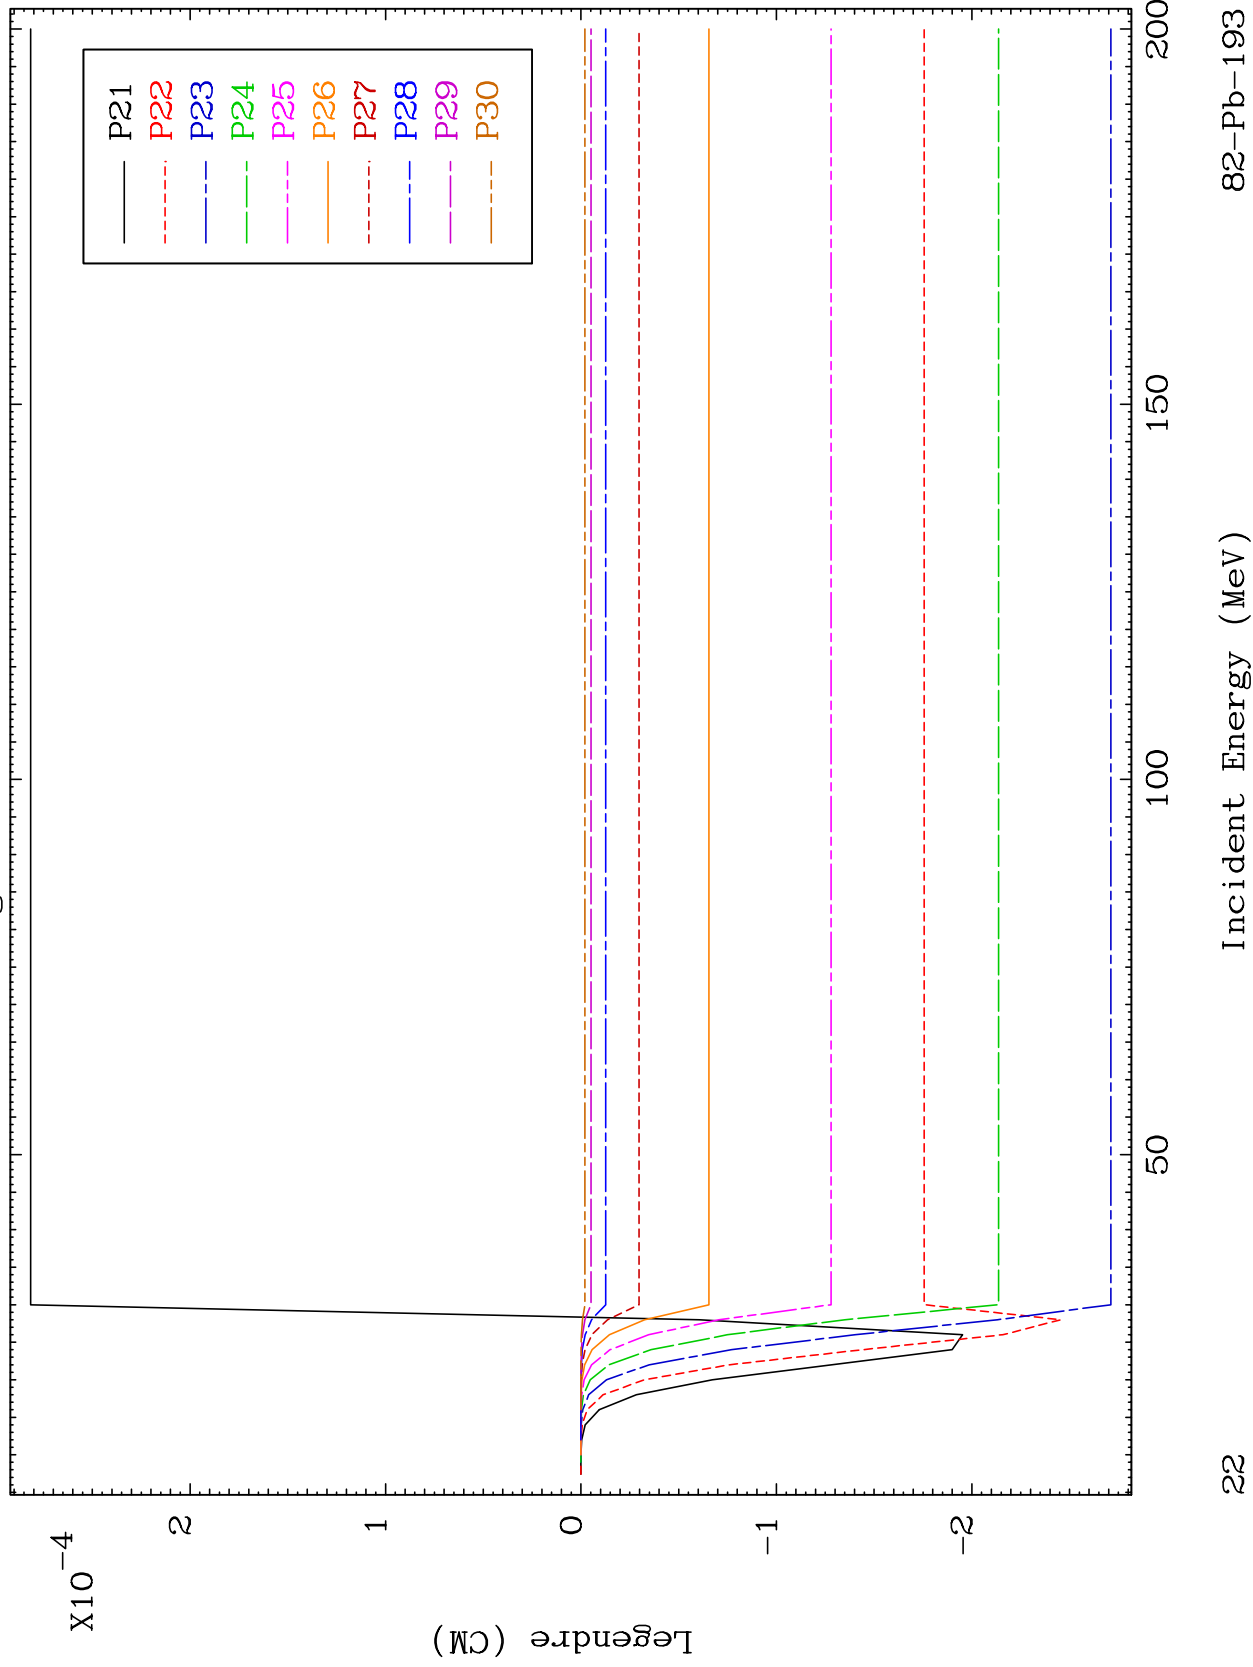 X10-4
2
1
0
-1
-2
Legendre (CM)
P21
P22
P23
P24
P25
P26
P27
P28
P29
P30
50
100
150
200
Incident Energy (MeV)
22
82-Pb-193